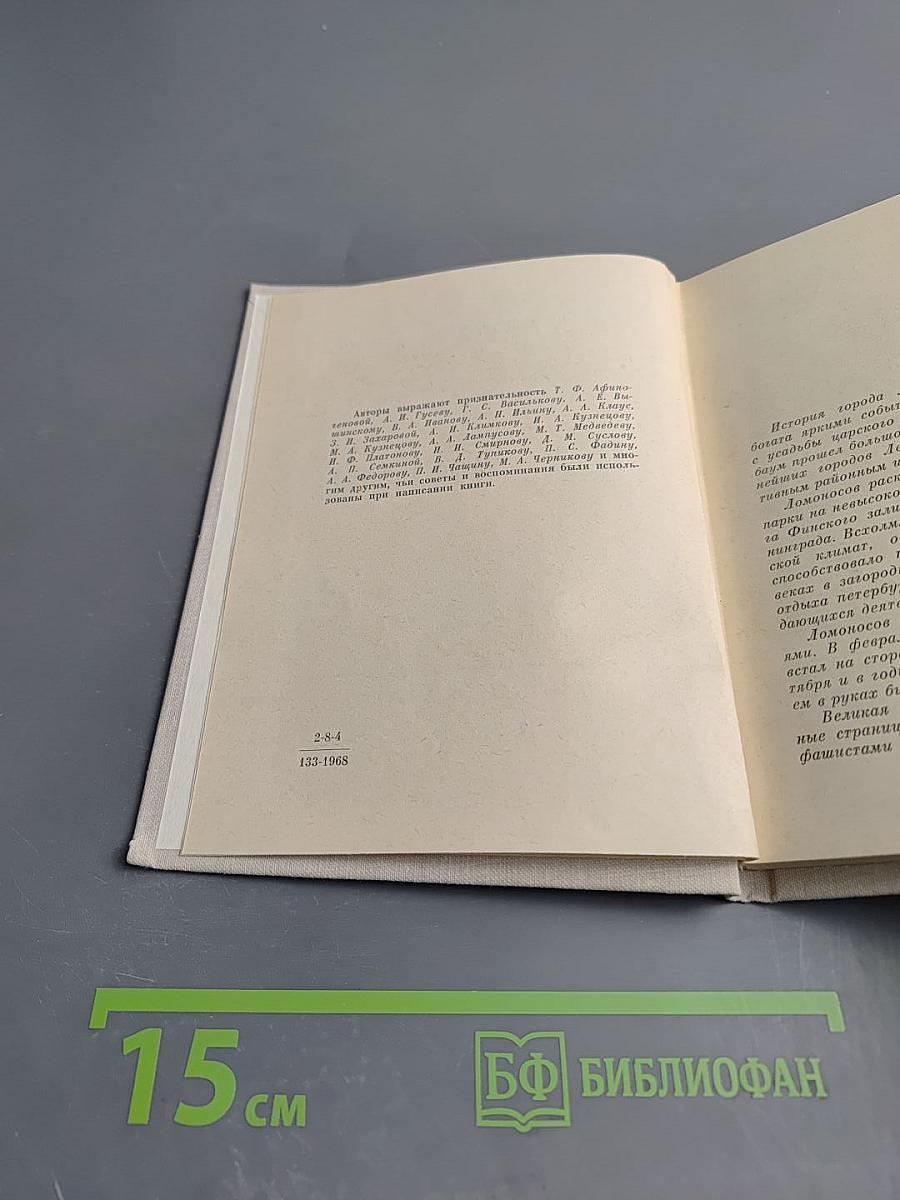 Авторы выражают признательность Т. Ф. Афино-
геновой, А. И. Гусеву, Г. С. Василькову, А. Е. Вы-
шинскому, В. А. Иванову, А. Н. Ильину, А. А. Клаус,
З. И. Захаровой, А. И. Климкову, И. А. Кузнецову,
М. А. Кузнецову, А. А. Лампусову, М. Т. Медведеву,
И. Ф. Платонову, Н. И. Смирнову, Д. М. Суслову,
А. П. Семкиной, В. Д. Тупикову, П. С. Фадину,
А. А. Федорову, П. И. Чащину, М. А. Черникову и мно-
гим другим, чьи советы и воспоминания были исполь-
зованы при написании книги.
2-8-4
133-1968
История города
богата яркими событ
с усадьбы царского
баум прошел большо
нейших городов Ле
тивным районным ц
Ломоносов раск
парки на невысоко
га Финского зали
нинграда. Всхолм
ской климат, о
способствовало п
веках в загород
отдыха петербу
дающихся деяте
Ломоносов
ями. В февра
встал на стор
тября и в год
ем в руках б
Великая
ные страниц
фашистами
15 см
БФ БИБЛИОФАН